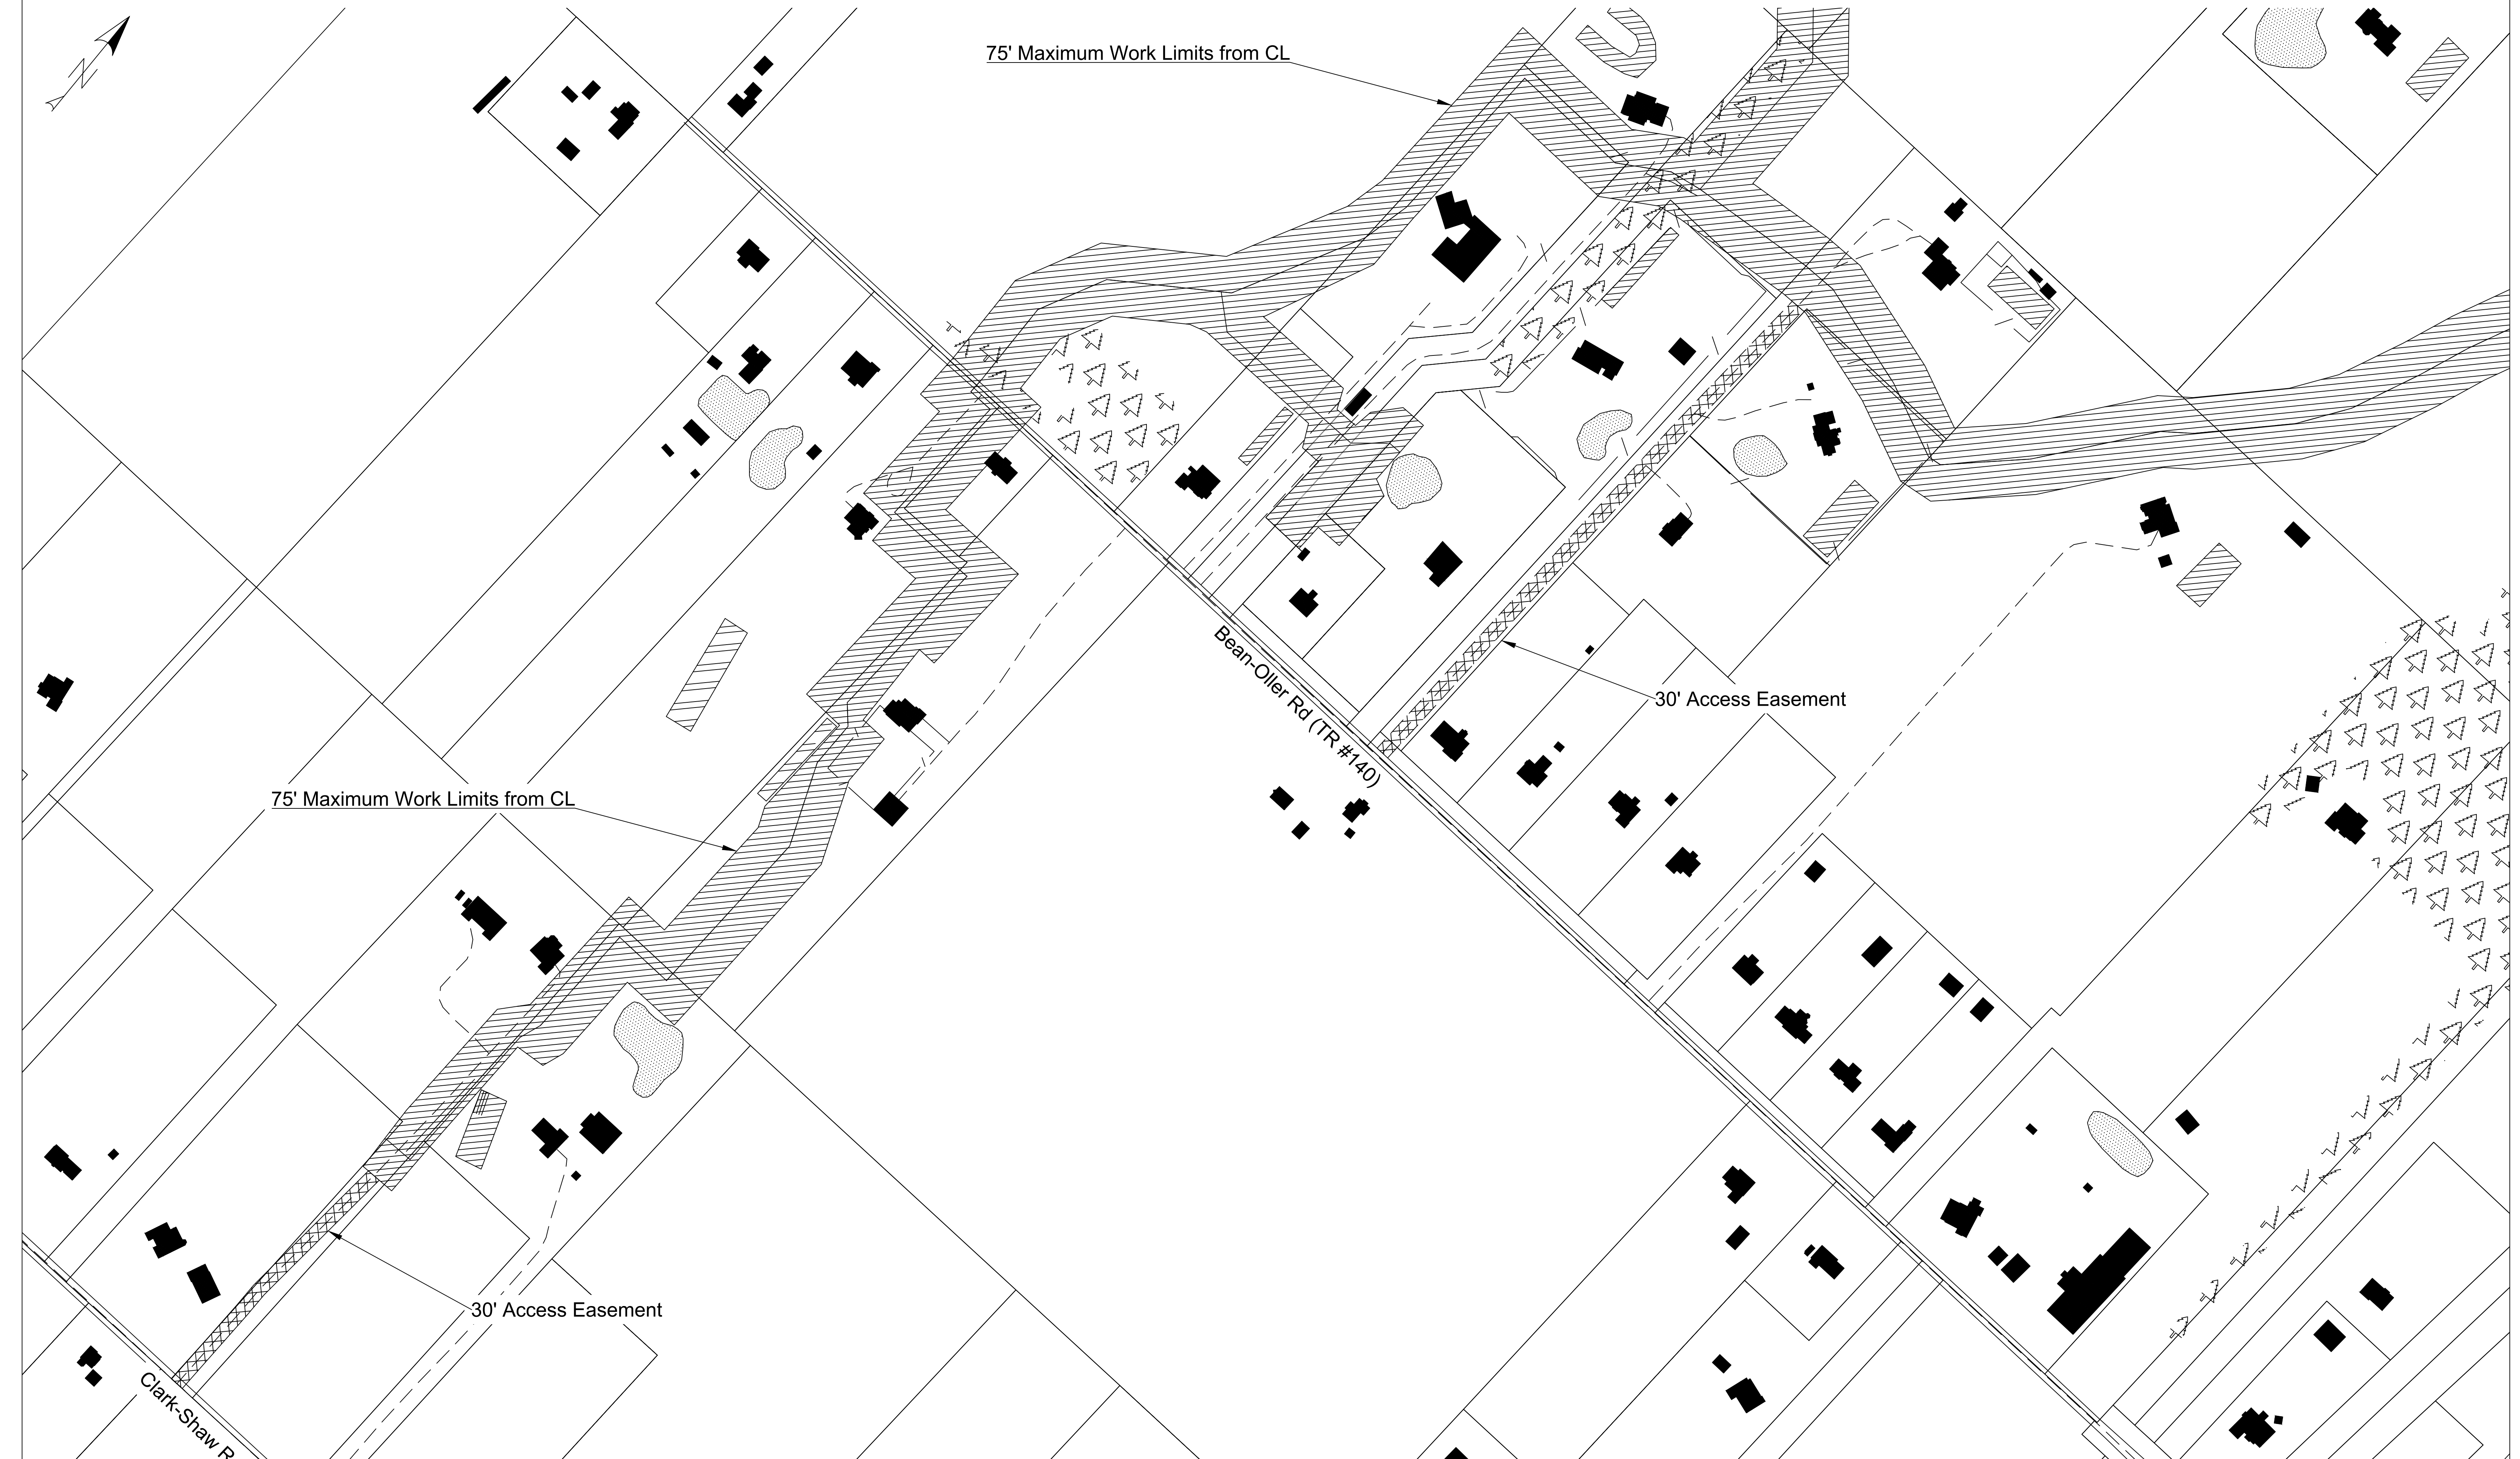 75' Maximum Work Limits from CL
Bean-Oller Rd (TR #140)
30' Access Easement
75' Maximum Work Limits from CL
30' Access Easement
Clark-Shaw R
N